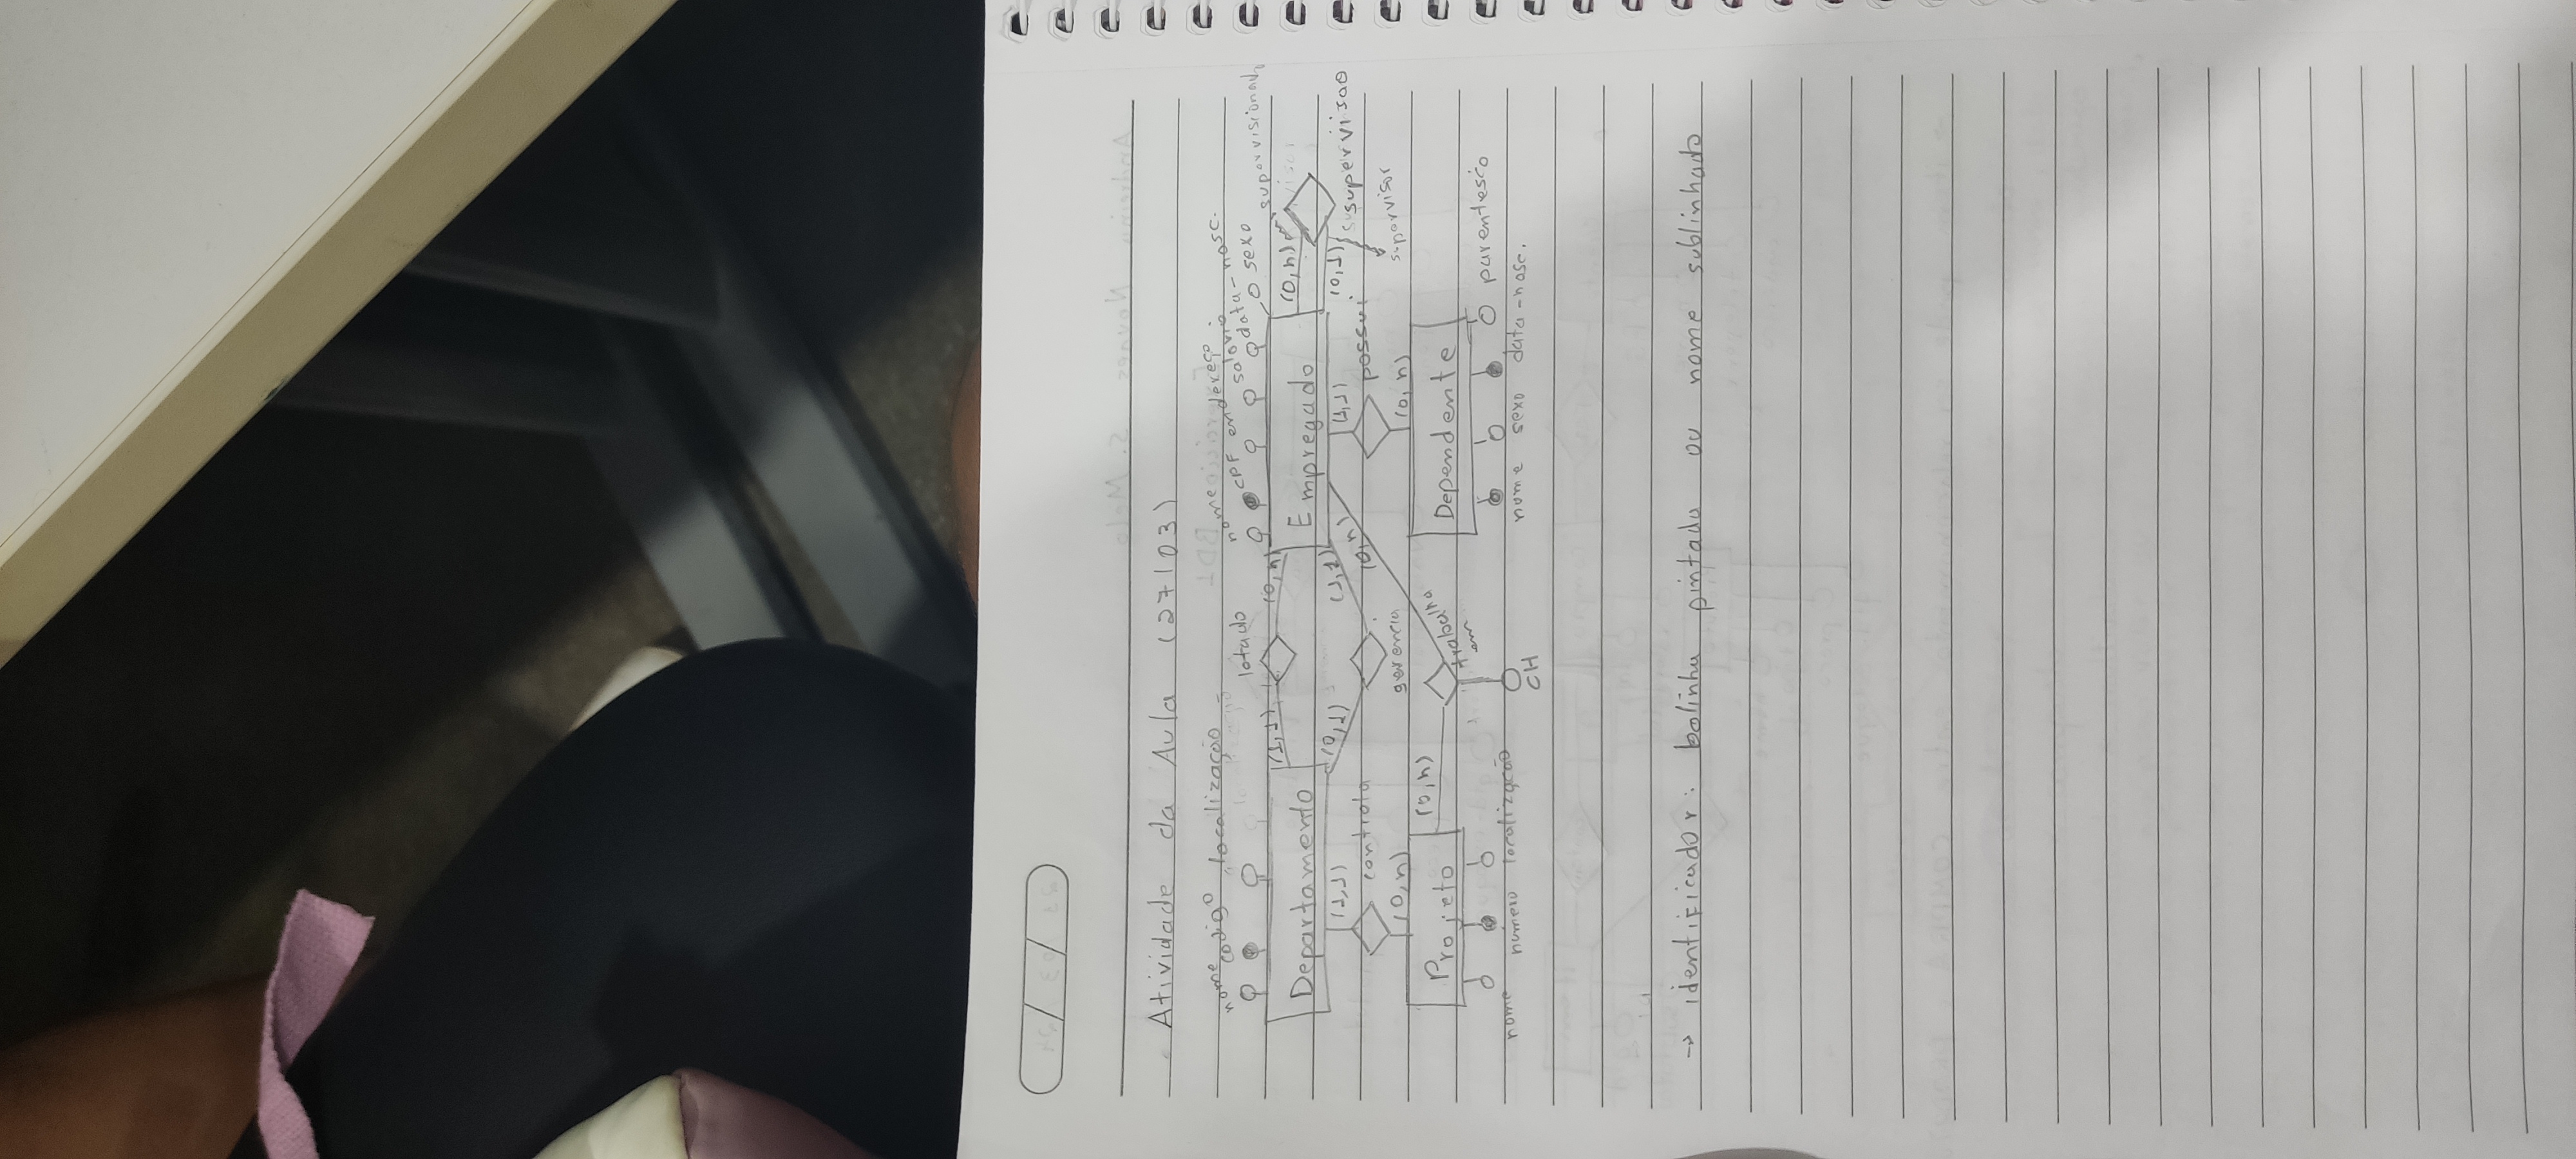 Atividade da Aula (27/03)
nome codigo localização
nome CPF endereço salário data-nasc. sexo
lotado
supervisionado
(1,1) (0,n) (0,n)
Departamento Empregado
(1,1) (0,1) (1,1) (0,n) (1,1) (0,1) supervisao
controla gerencia possui supervisor
(0,n) (0,n)
Projeto (0,n) trabalha em Dependente
nome número localização CH
nome sexo data-nasc. parentesco
→ identificador: bolinha pintada ou nome sublinhado